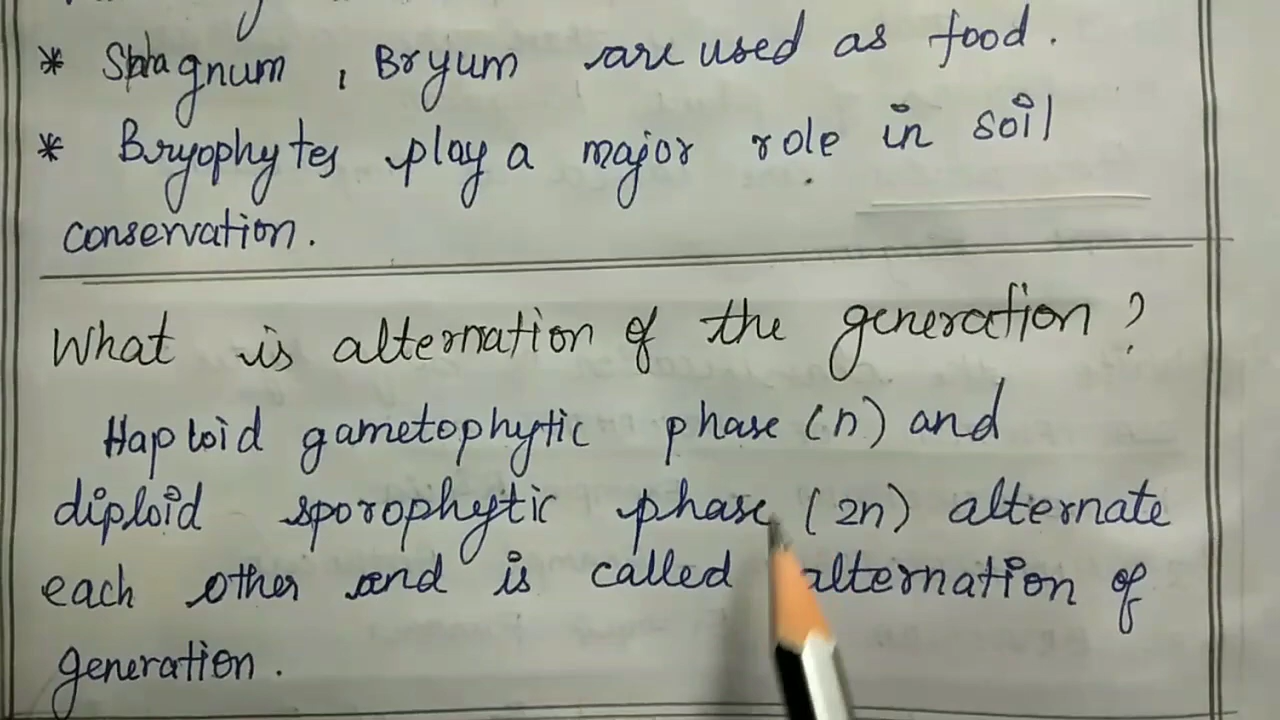 * Sphagnum, Bryum are used as food.
* Bryophytes play a major role in soil
conservation.
What is alternation of the generation?
Haploid gametophytic phase (n) and
diploid sporophytic phase (2n) alternate
each other and is called alternation of
generation.